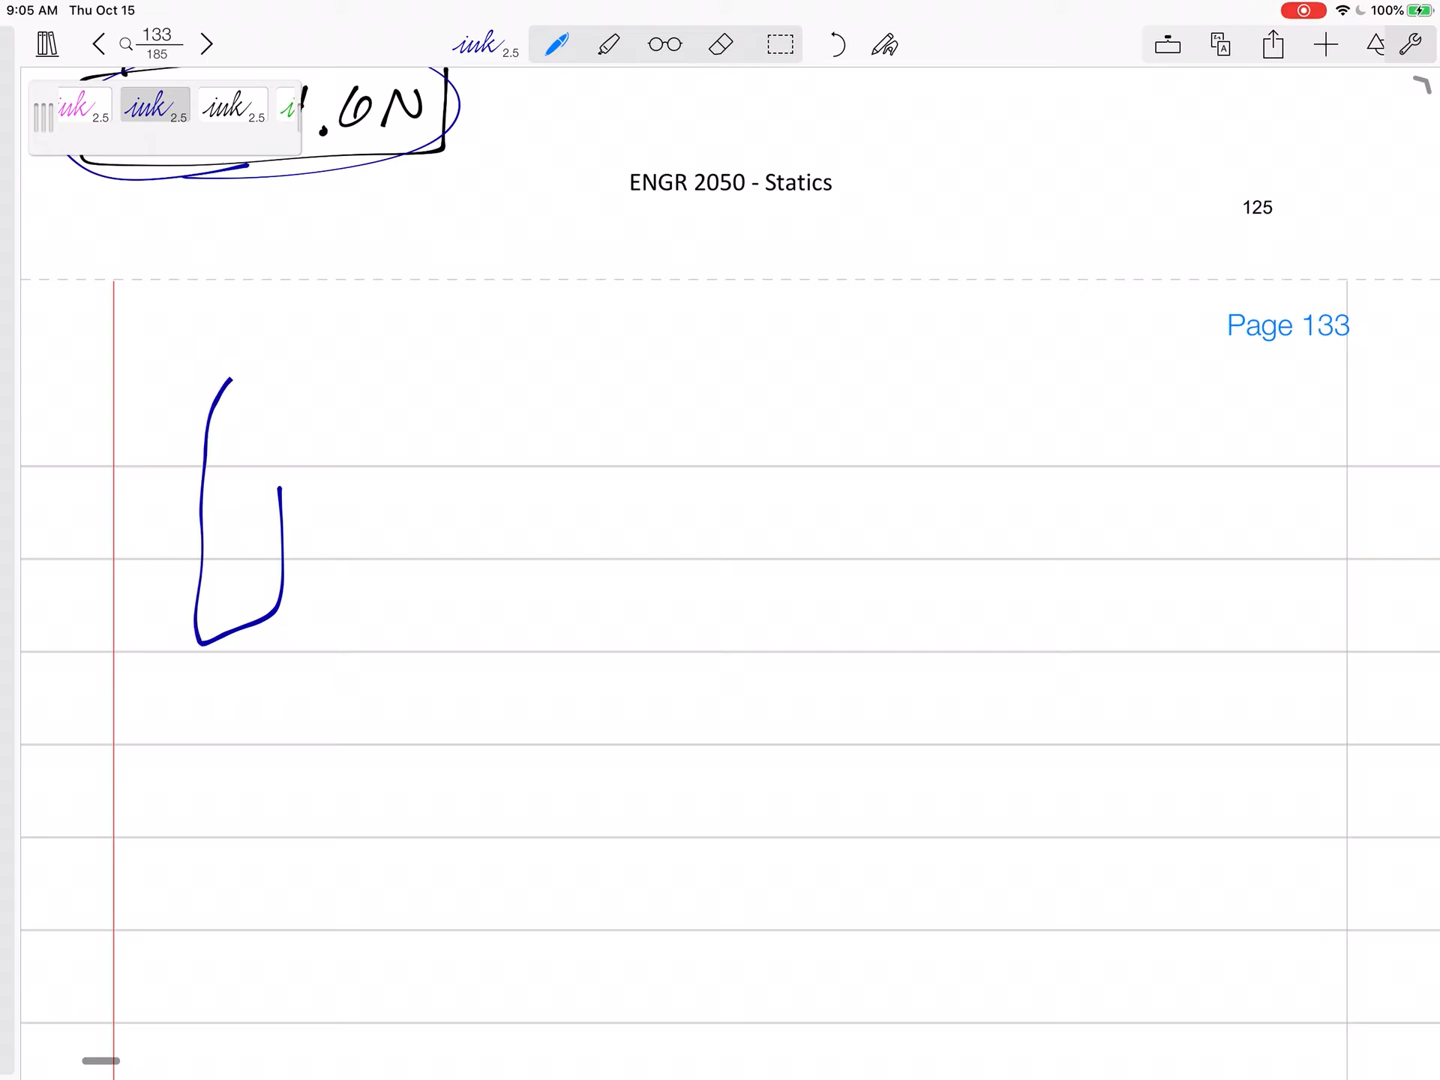 9:05 AM Thu Oct 15
100%
133
185
ink 2.5
ink 2.5
ink 2.5
ink 2.5
.6N
ENGR 2050 - Statics
125
Page 133